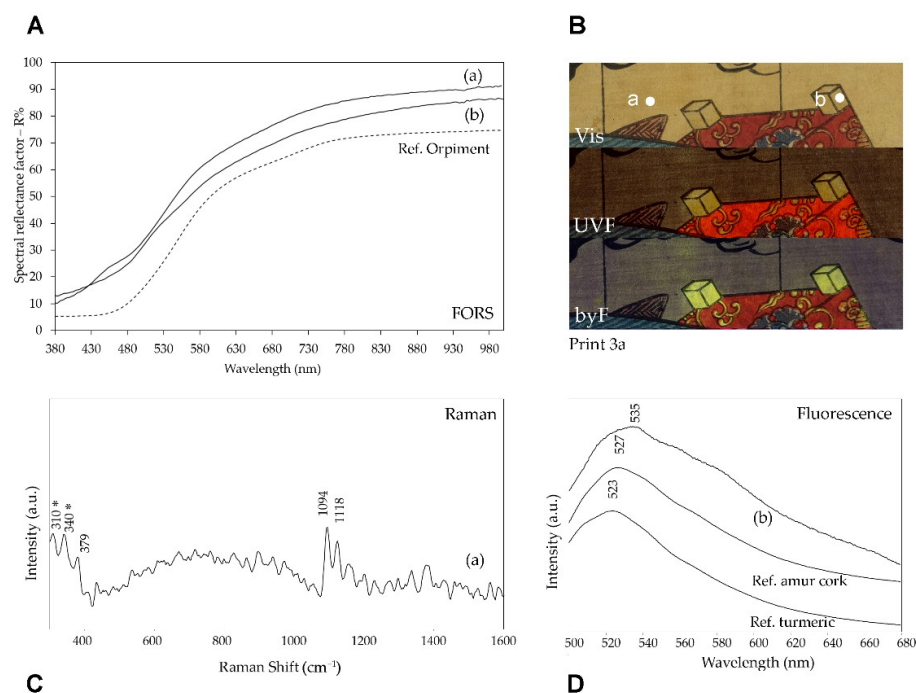 A
B
100
90
80
70
60
50
40
30
20
10
0
Spectral reflectance factor – R%
(a)
(b)
Ref. Orpiment
FORS
380 430 480 530 580 630 680 730 780 830 880 930 980
Wavelength (nm)
a
b
Vis
UVF
byF
Print 3a
Raman
Intensity (a.u.)
310 *
340 *
379
1094
1118
(a)
400 600 800 1000 1200 1400 1600
Raman Shift (cm⁻¹)
Fluorescence
Intensity (a.u.)
535
527
523
(b)
Ref. amur cork
Ref. turmeric
500 520 540 560 580 600 620 640 660 680
Wavelength (nm)
C
D